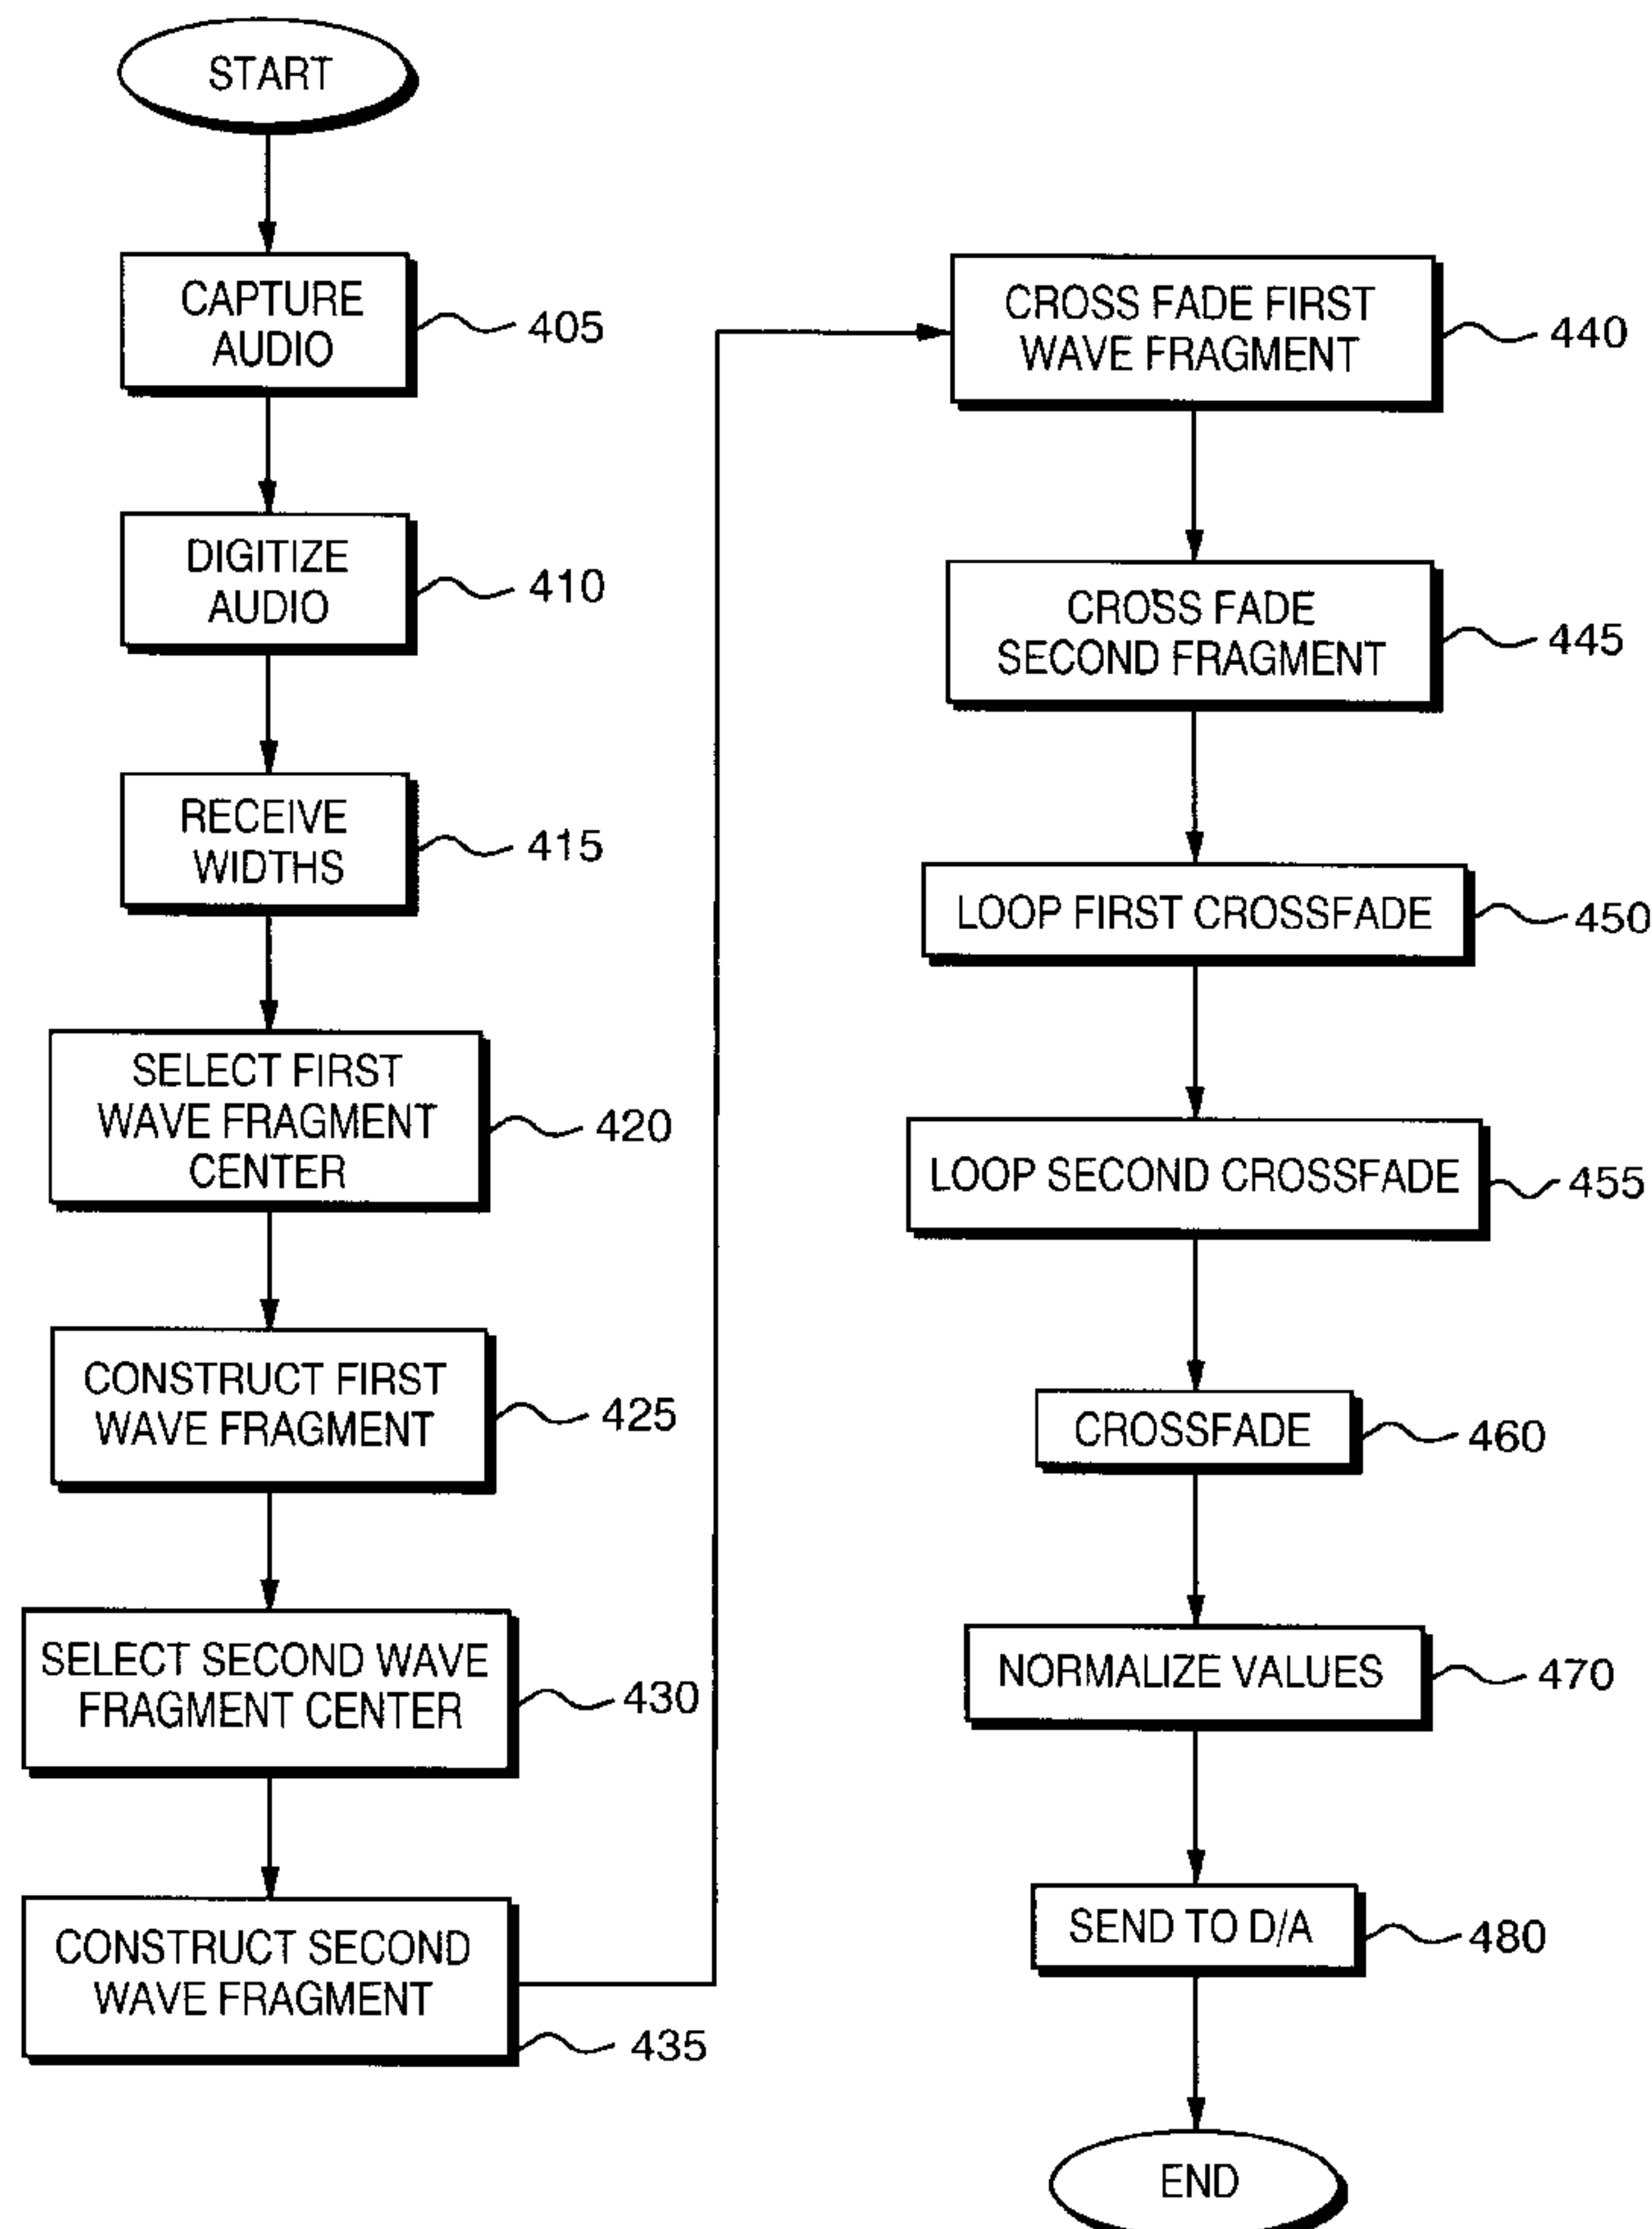 START
CAPTURE
AUDIO
405
DIGITIZE
AUDIO
410
RECEIVE
WIDTHS
415
SELECT FIRST
WAVE FRAGMENT
CENTER
420
CONSTRUCT FIRST
WAVE FRAGMENT
425
SELECT SECOND WAVE
FRAGMENT CENTER
430
CONSTRUCT SECOND
WAVE FRAGMENT
435
CROSS FADE FIRST
WAVE FRAGMENT
440
CROSS FADE
SECOND FRAGMENT
445
LOOP FIRST CROSSFADE
450
LOOP SECOND CROSSFADE
455
CROSSFADE
460
NORMALIZE VALUES
470
SEND TO D/A
480
END